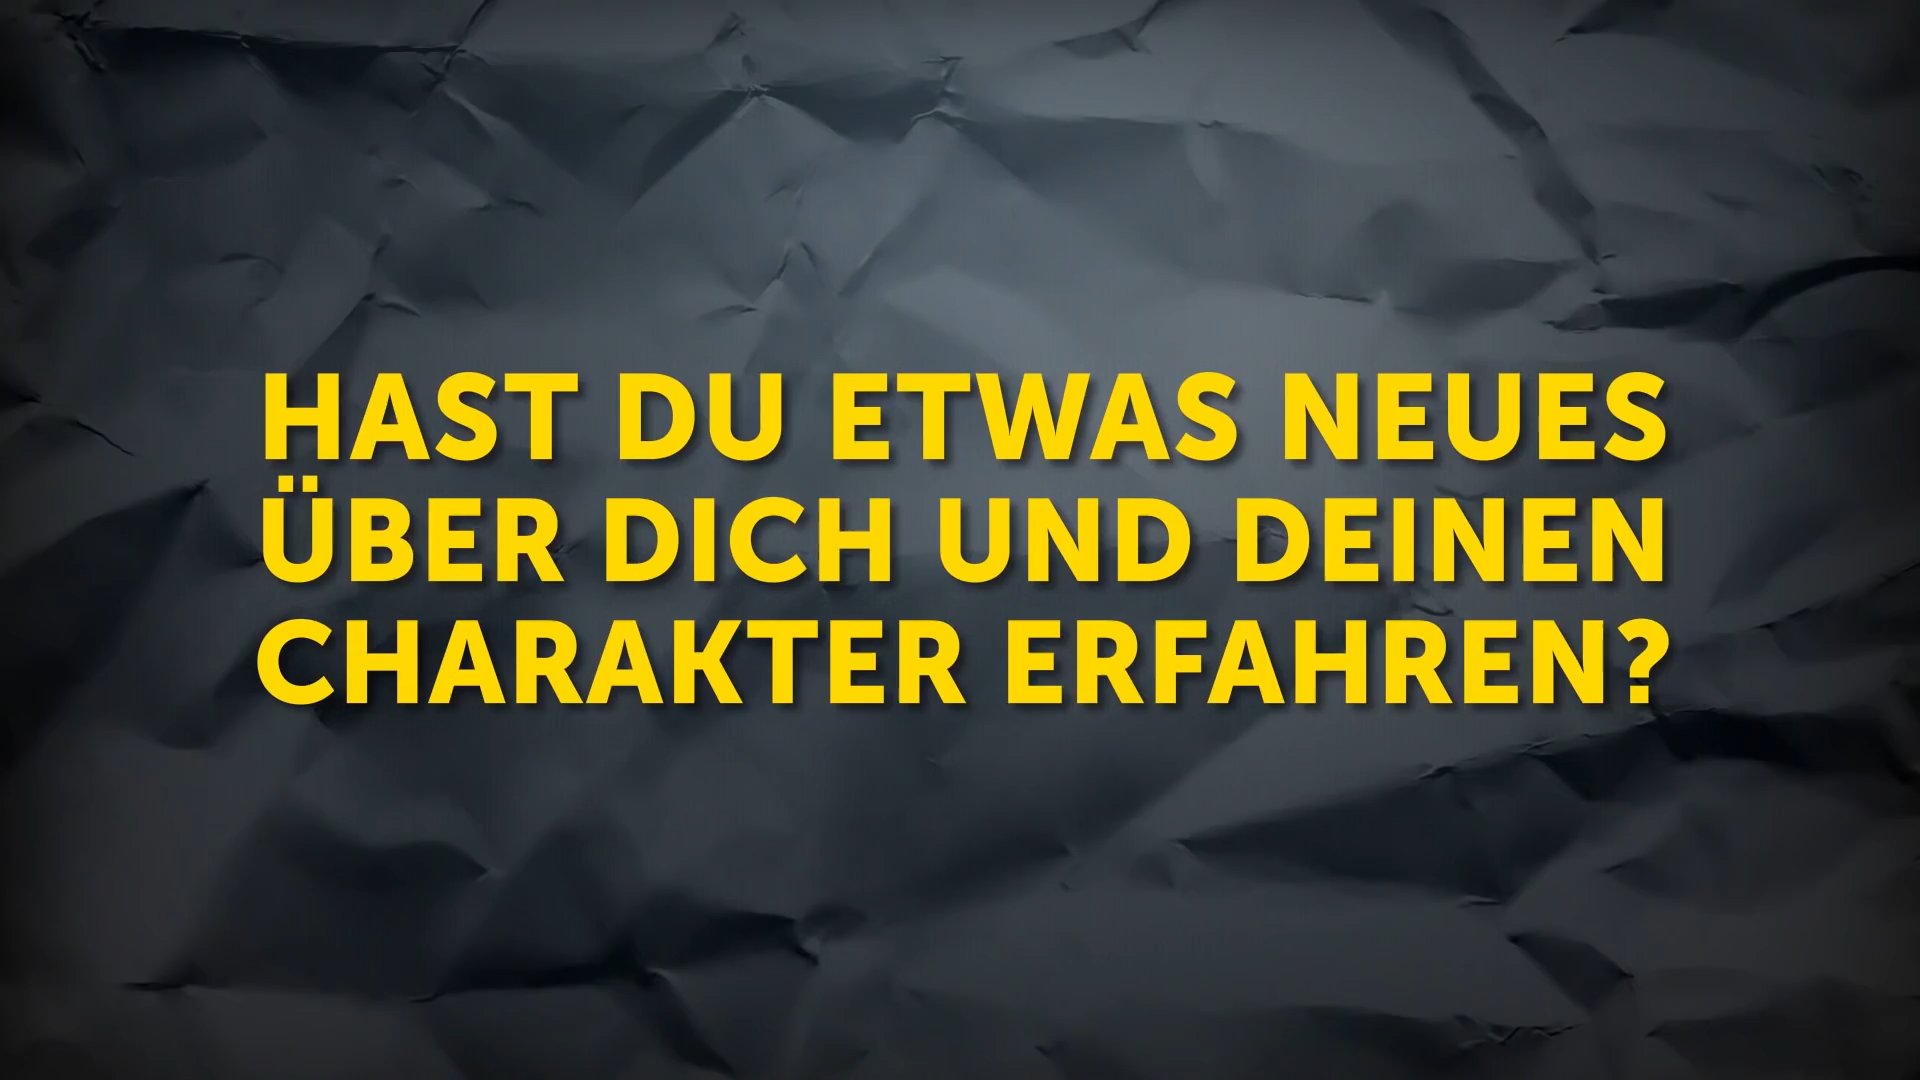 HAST DU ETWAS NEUES
ÜBER DICH UND DEINEN
CHARAKTER ERFAHREN?